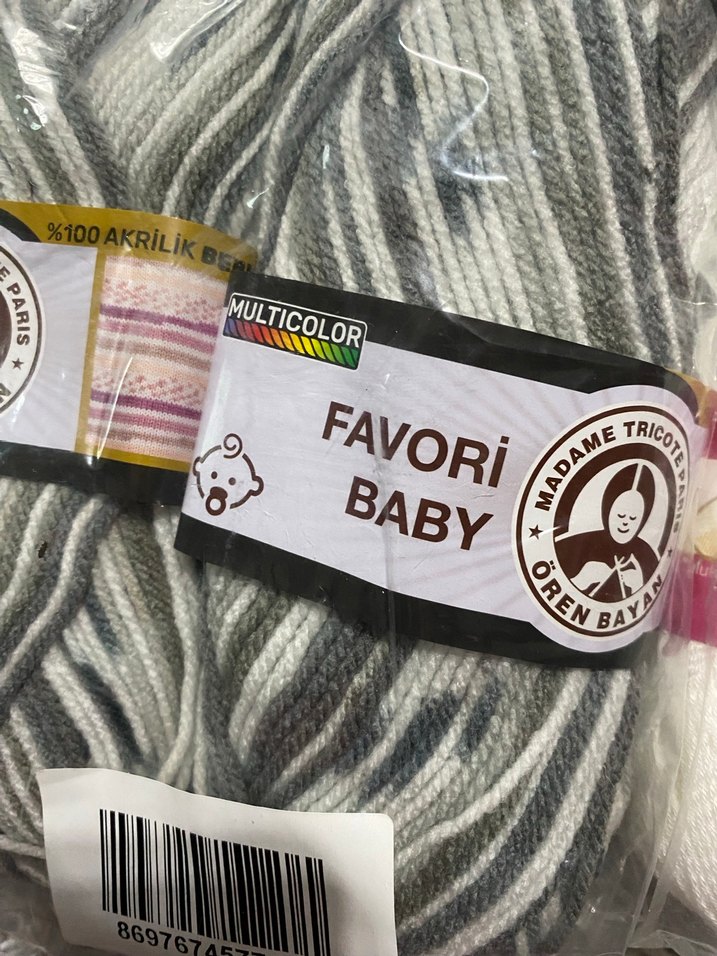 %100 AKRİLİK
PARIS
MULTICOLOR
FAVORİ
BABY
MADAME TRICOTE PARIS
ÖREN BAYAN